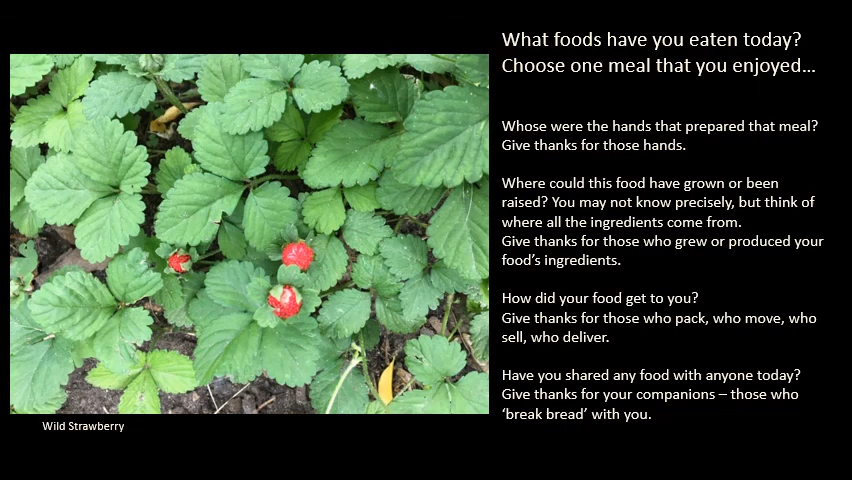 What foods have you eaten today?
Choose one meal that you enjoyed…
Whose were the hands that prepared that meal?
Give thanks for those hands.
Where could this food have grown or been
raised? You may not know precisely, but think of
where all the ingredients come from.
Give thanks for those who grew or produced your
food’s ingredients.
How did your food get to you?
Give thanks for those who pack, who move, who
sell, who deliver.
Have you shared any food with anyone today?
Give thanks for your companions – those who
‘break bread’ with you.
Wild Strawberry